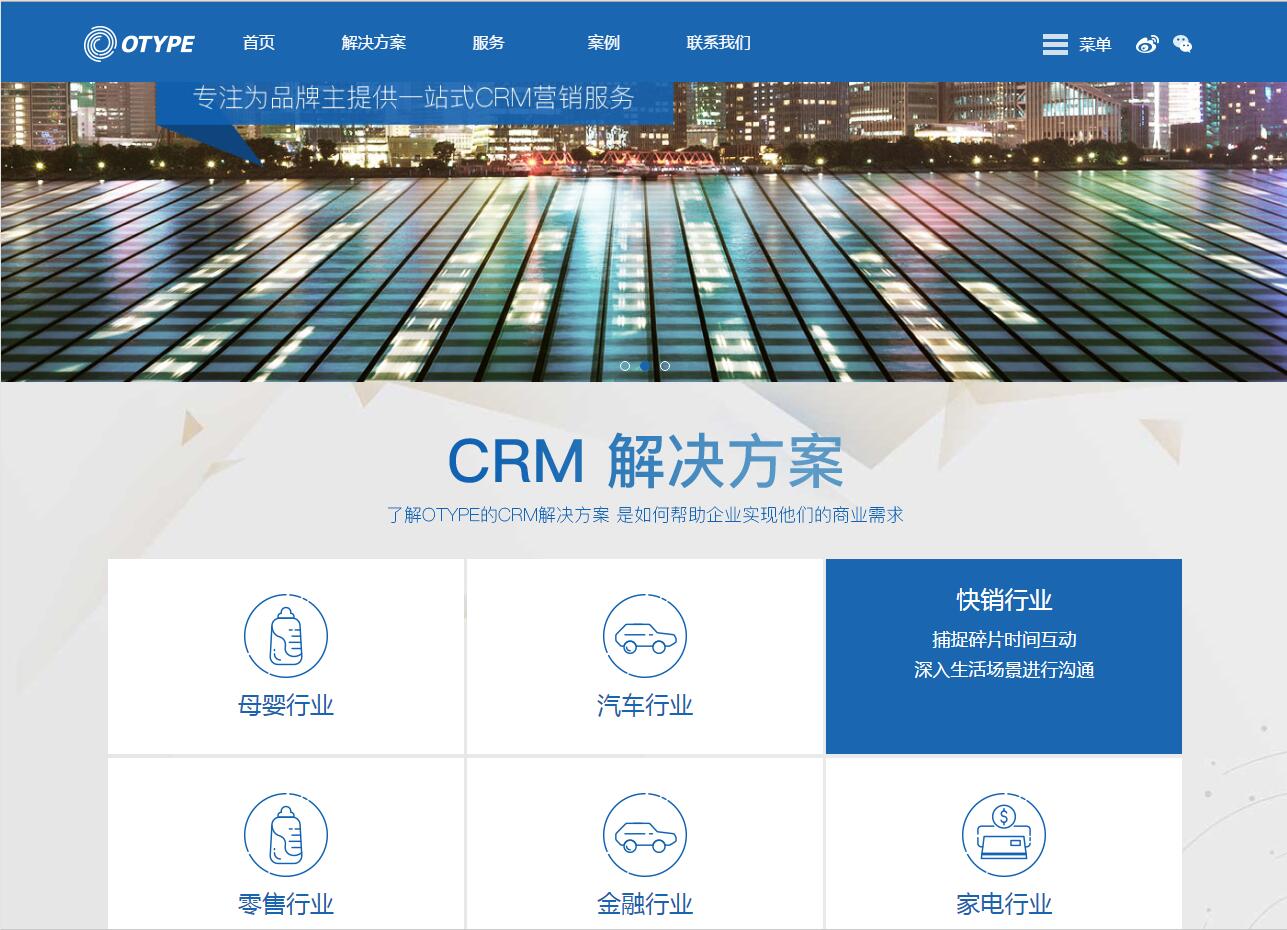 OTYPE 首页 解决方案 服务 案例 联系我们 菜单
专注为品牌主提供一站式CRM营销服务
CRM 解决方案
了解OTYPE的CRM解决方案 是如何帮助企业实现他们的商业需求
母婴行业
汽车行业
快销行业
捕捉碎片时间互动
深入生活场景进行沟通
零售行业
金融行业
$
家电行业